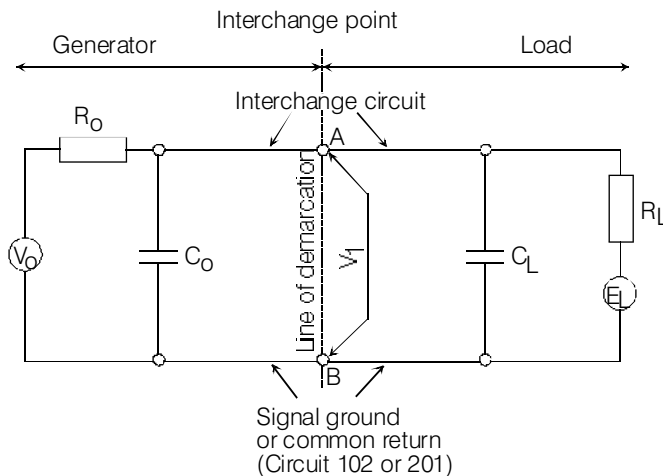 Interchange point
Generator
Load
Interchange circuit
RO
A
Line of demarcation
VO
CO
V1
CL
RL
EL
B
Signal ground
or common return
(Circuit 102 or 201)